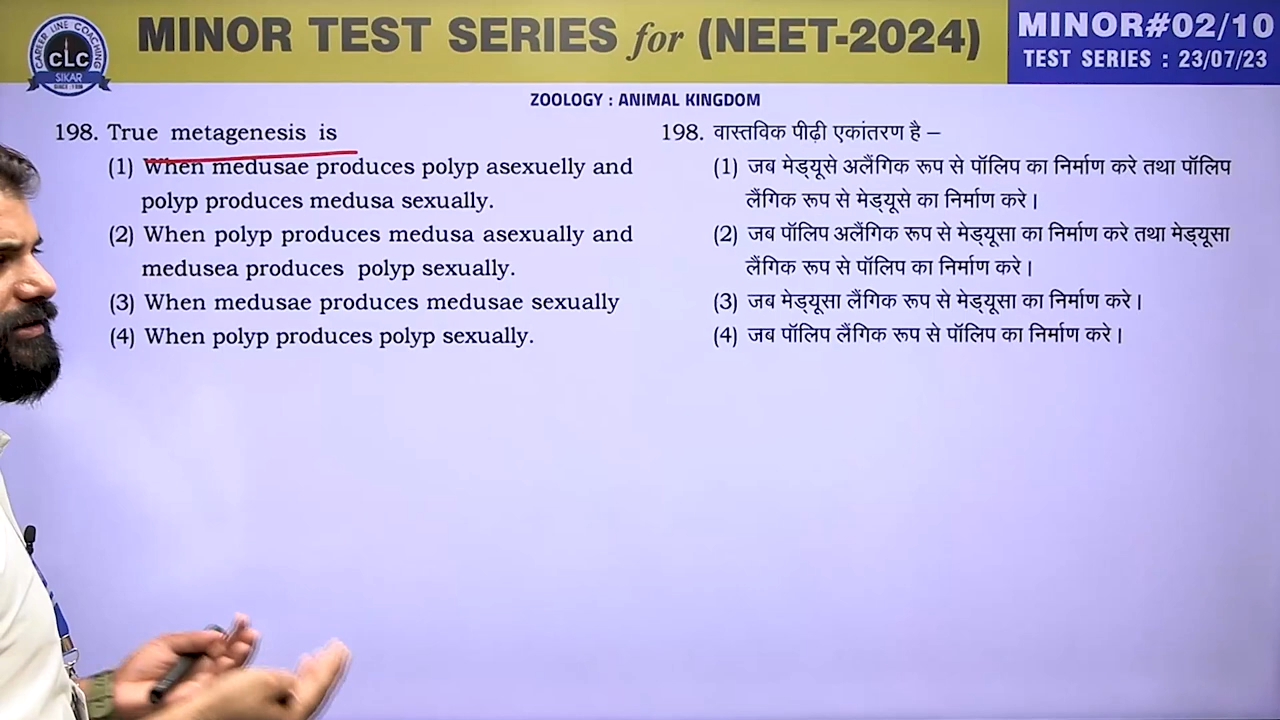 CAREER LINE COACHING
CLC
SIKAR
MINOR TEST SERIES for (NEET-2024)
MINOR#02/10
TEST SERIES : 23/07/23
ZOOLOGY : ANIMAL KINGDOM
198. True metagenesis is
(1) When medusae produces polyp asexuelly and
polyp produces medusa sexually.
(2) When polyp produces medusa asexually and
medusea produces polyp sexually.
(3) When medusae produces medusae sexually
(4) When polyp produces polyp sexually.
198. वास्तविक पीढ़ी एकांतरण है –
(1) जब मेड्यूसे अलैंगिक रूप से पॉलिप का निर्माण करे तथा पॉलिप
लैंगिक रूप से मेड्यूसे का निर्माण करे।
(2) जब पॉलिप अलैंगिक रूप से मेड्यूसा का निर्माण करे तथा मेड्यूसा
लैंगिक रूप से पॉलिप का निर्माण करे।
(3) जब मेड्यूसा लैंगिक रूप से मेड्यूसा का निर्माण करे।
(4) जब पॉलिप लैंगिक रूप से पॉलिप का निर्माण करे।